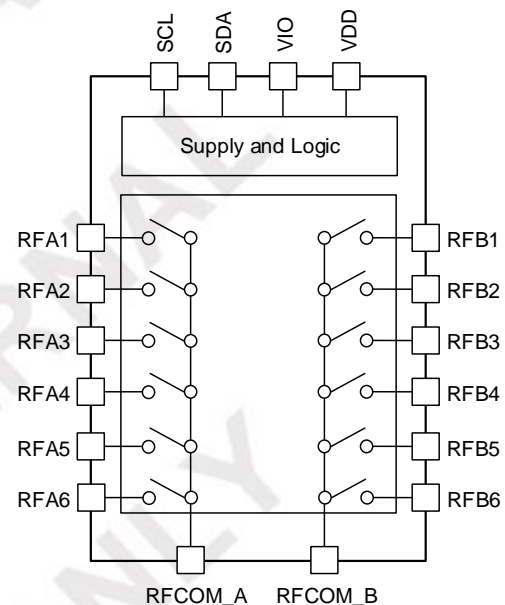 SCL
SDA
VIO
VDD
Supply and Logic
RFA1
RFB1
RFA2
RFB2
RFA3
RFB3
RFA4
RFB4
RFA5
RFB5
RFA6
RFB6
RFCOM_A
RFCOM_B